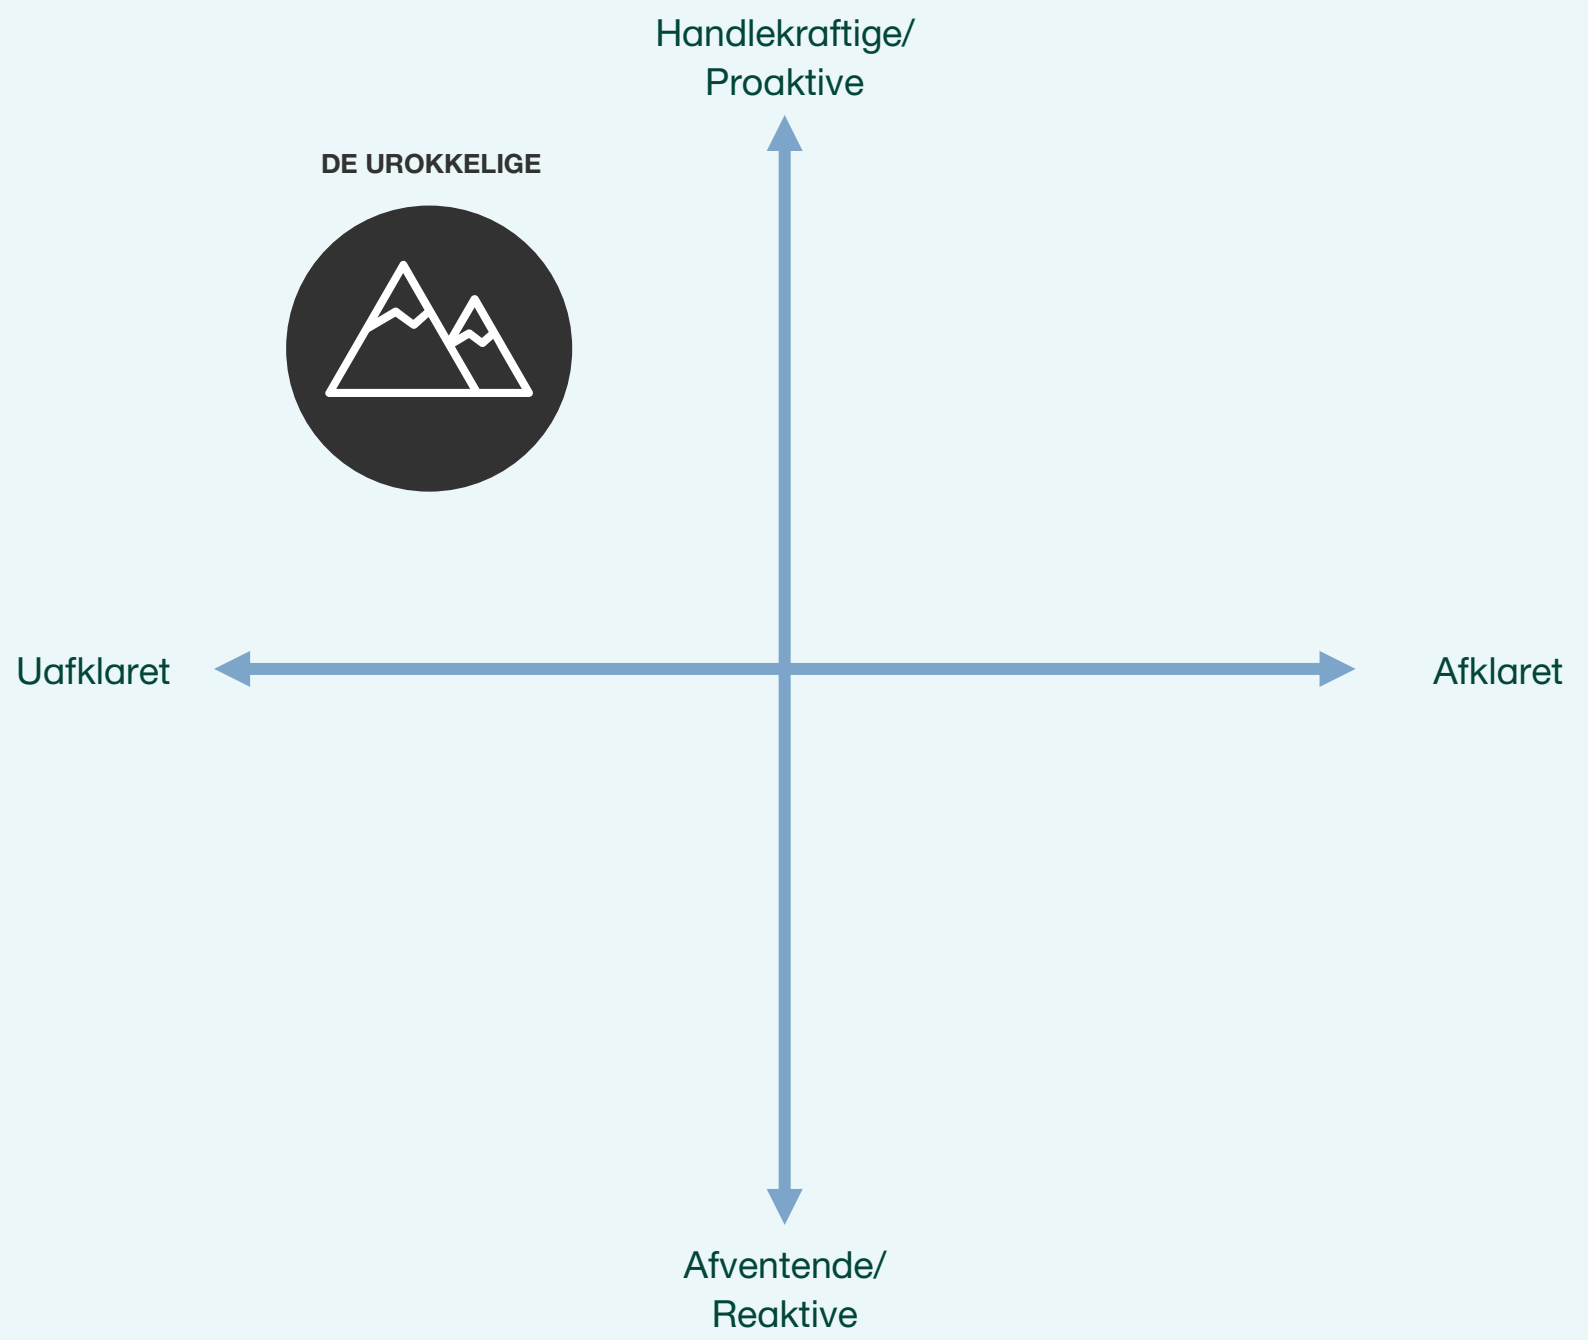 Handlekraftige/
Proaktive
DE UROKKELIGE
Uafklaret
Afklaret
Afventende/
Reaktive